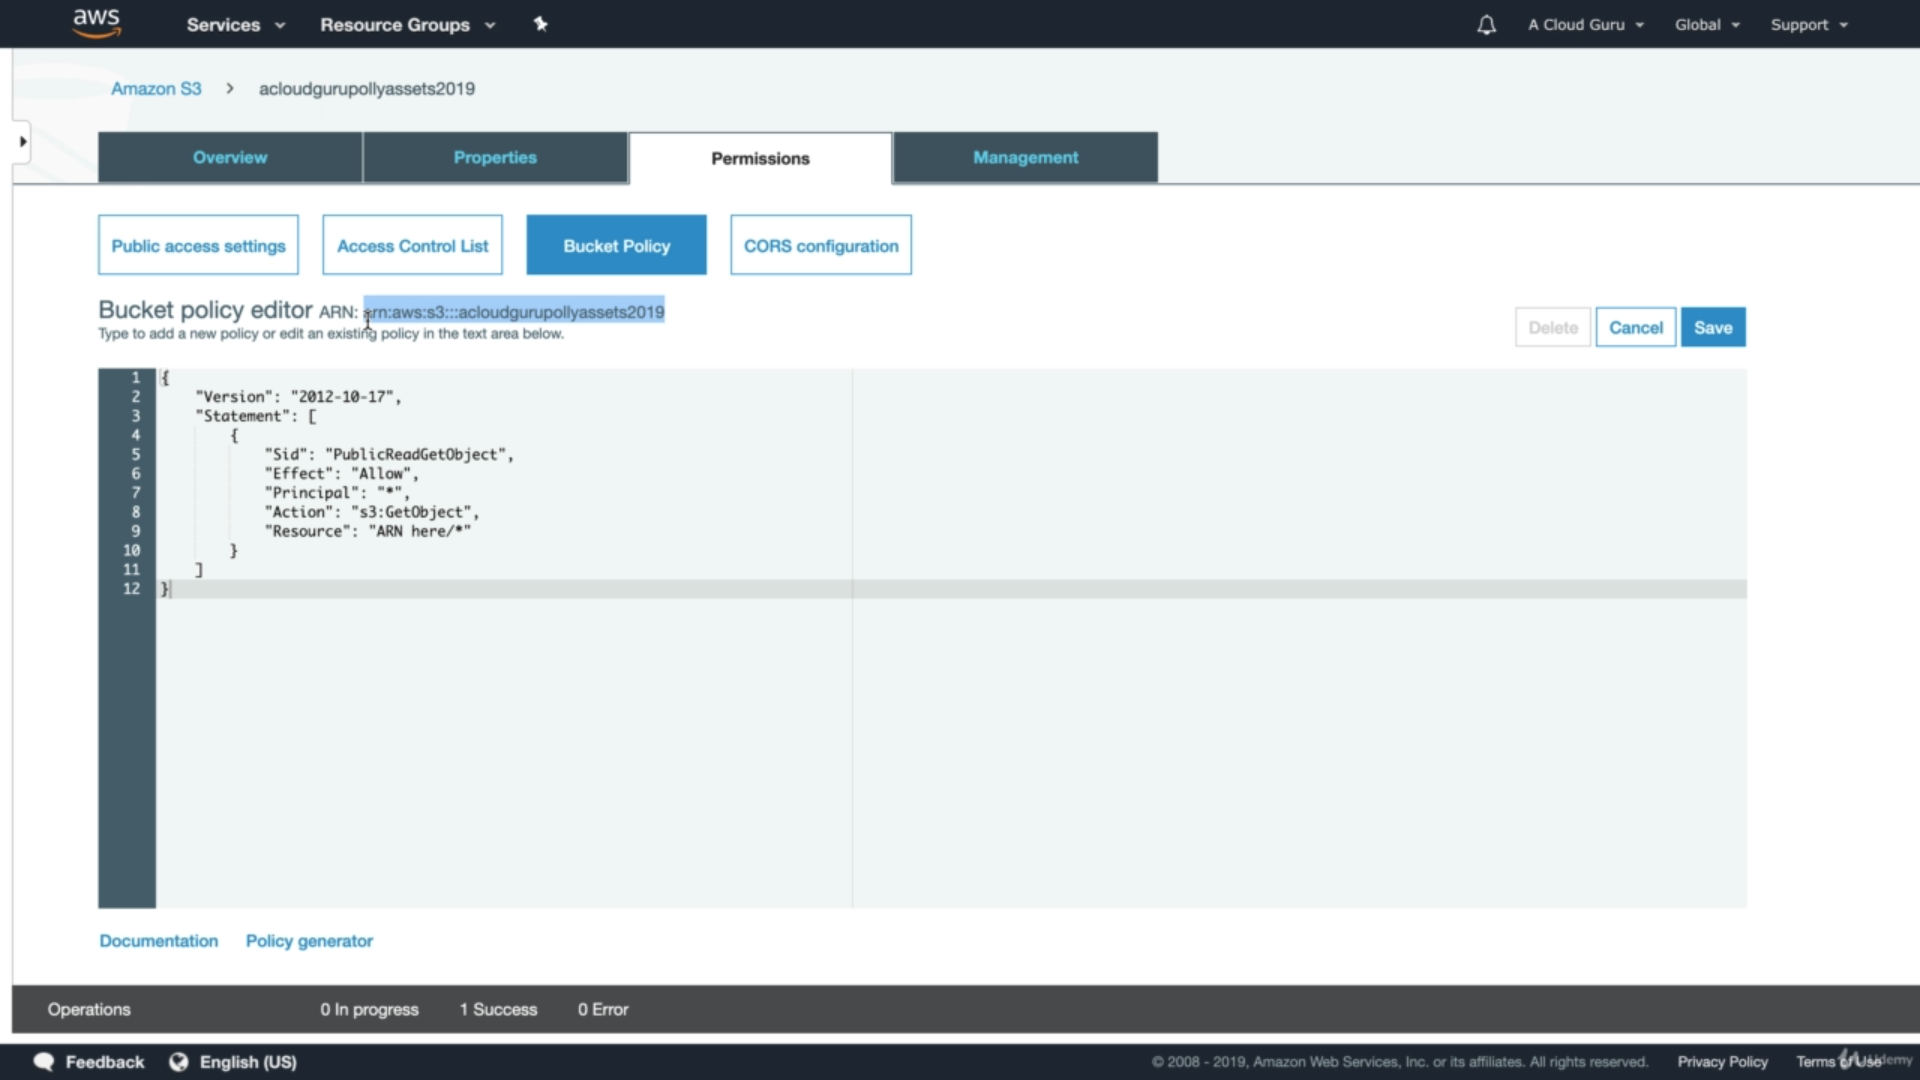 aws Services Resource Groups A Cloud Guru Global Support
Amazon S3 > acloudgurupollyassets2019
Overview Properties Permissions Management
Public access settings Access Control List Bucket Policy CORS configuration
Bucket policy editor ARN: arn:aws:s3:::acloudgurupollyassets2019
Type to add a new policy or edit an existing policy in the text area below.
Delete Cancel Save
1 {
2 "Version": "2012-10-17",
3 "Statement": [
4 {
5 "Sid": "PublicReadGetObject",
6 "Effect": "Allow",
7 "Principal": "*",
8 "Action": "s3:GetObject",
9 "Resource": "ARN here/*"
10 }
11 ]
12 }
Documentation Policy generator
Operations 0 In progress 1 Success 0 Error
Feedback English (US) © 2008 - 2019, Amazon Web Services, Inc. or its affiliates. All rights reserved. Privacy Policy Terms of Use